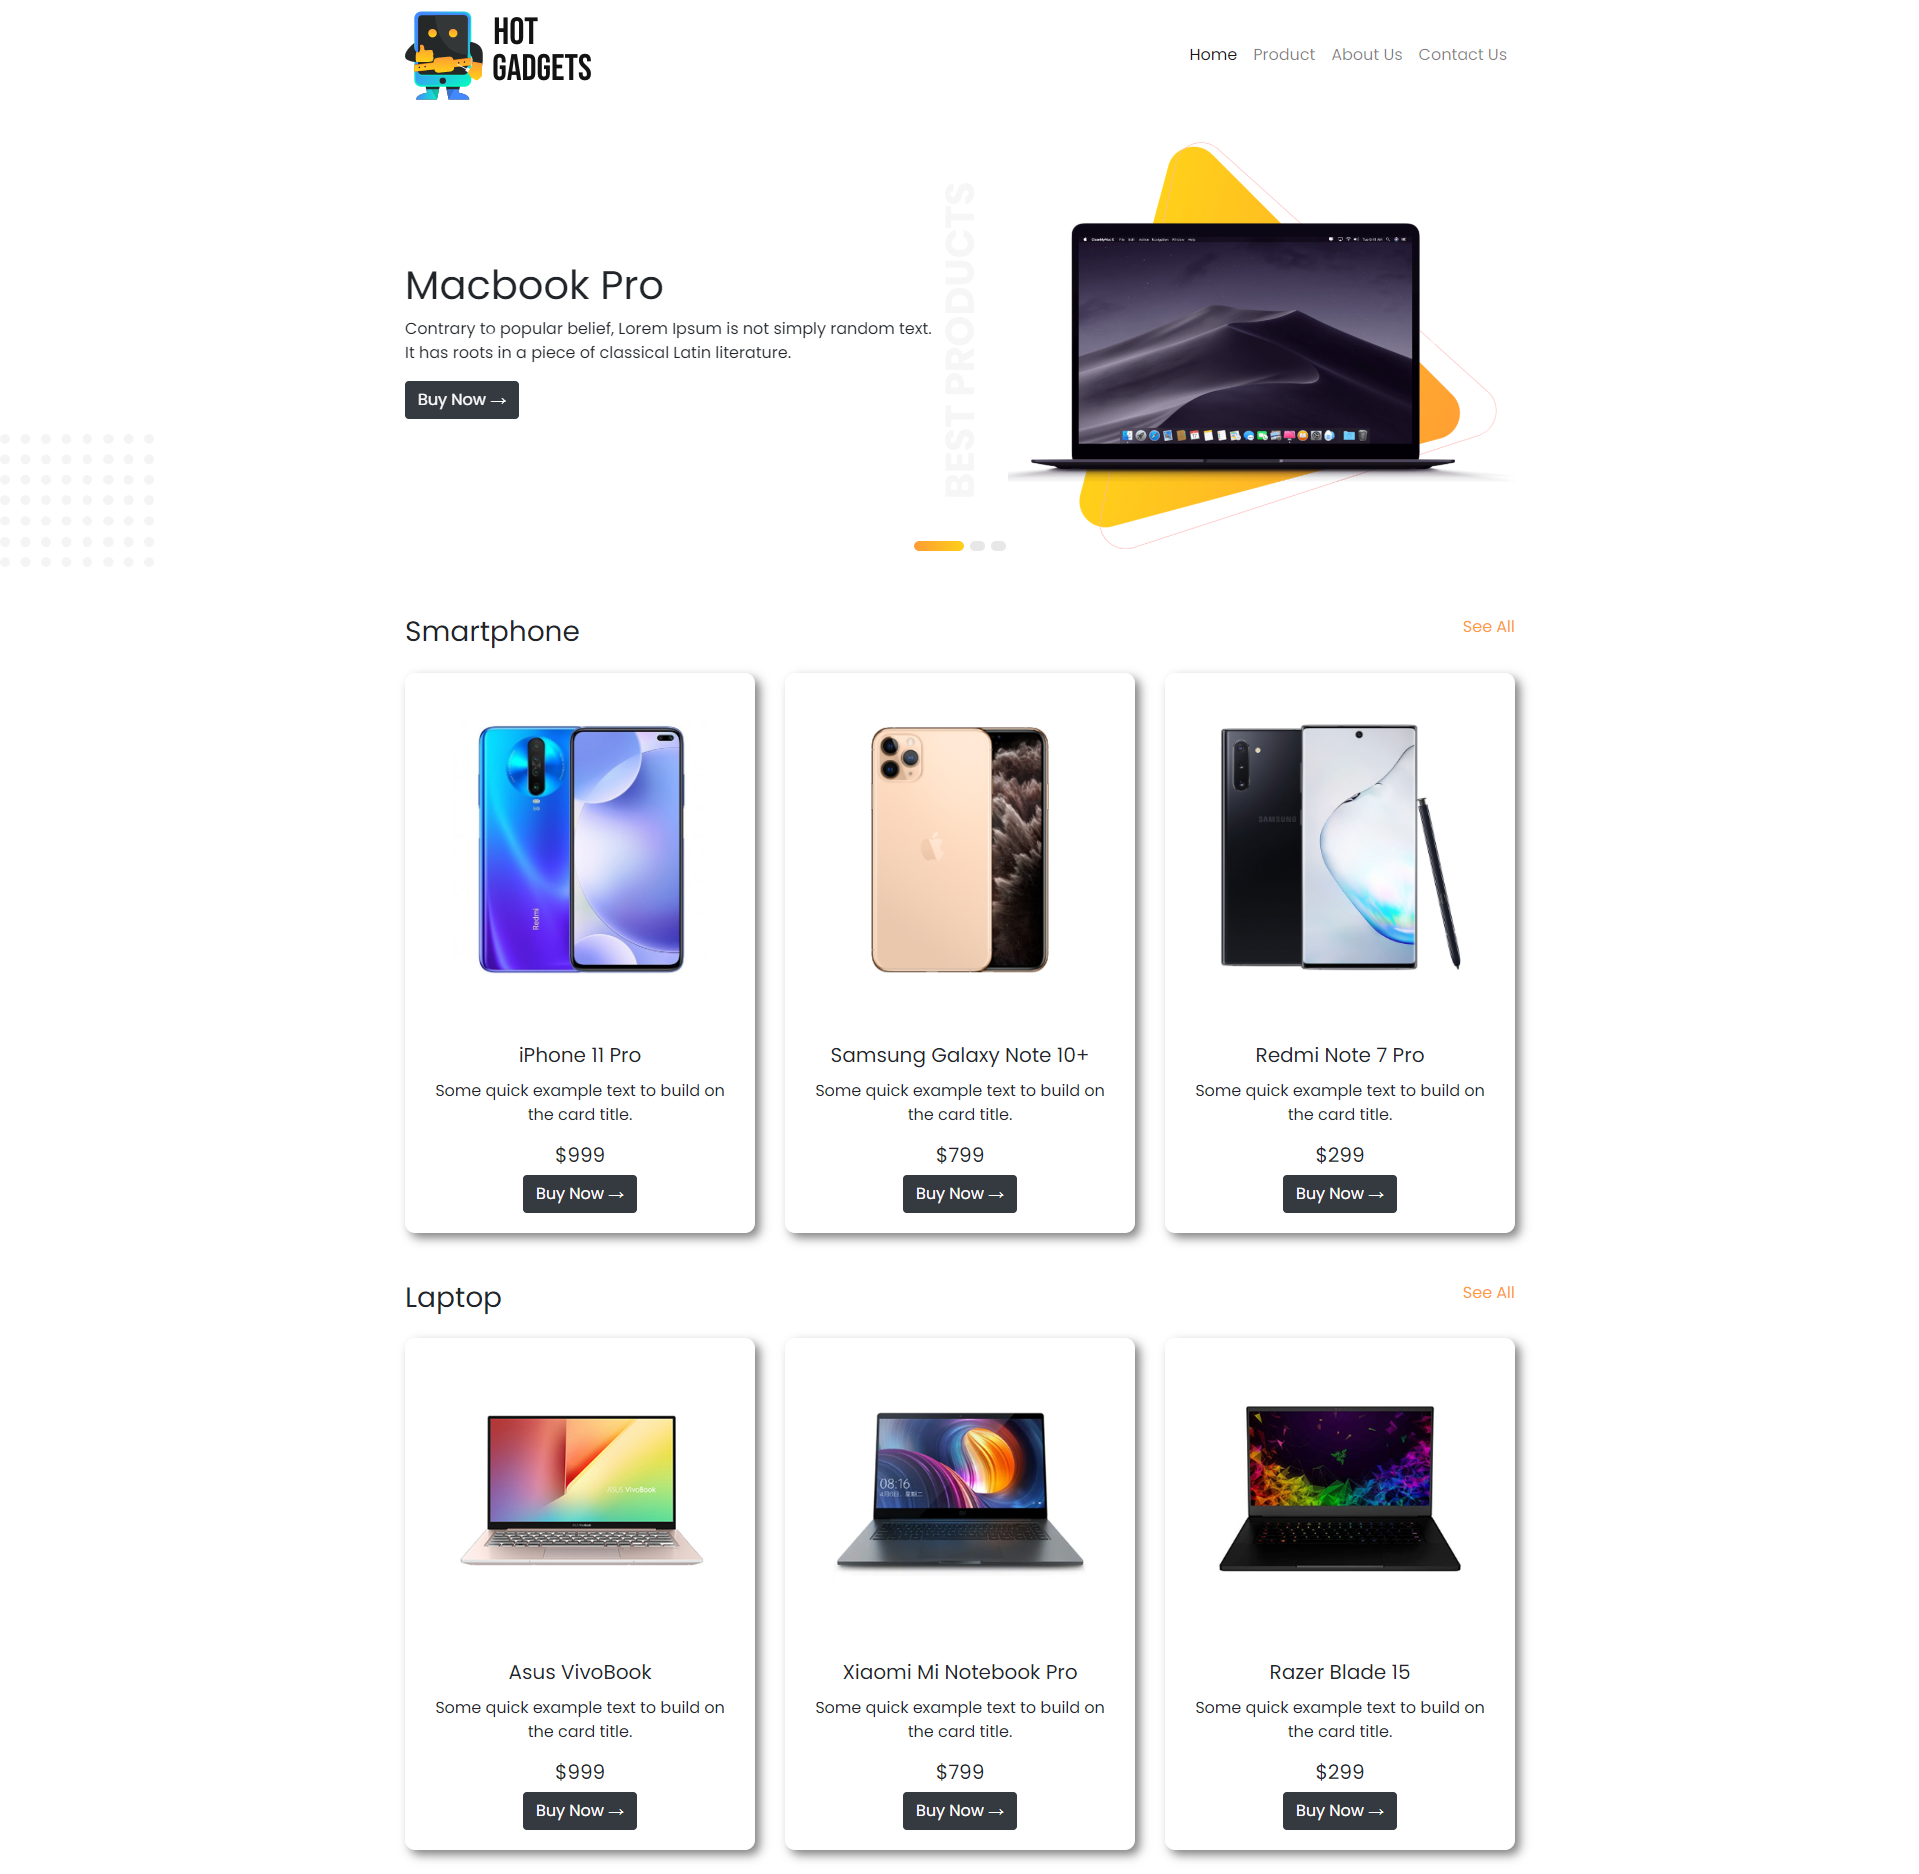 HOT
GADGETS
Home Product About Us Contact Us
BEST PRODUCTS
Macbook Pro
Contrary to popular belief, Lorem Ipsum is not simply random text.
It has roots in a piece of classical Latin literature.
Buy Now →
Smartphone
See All
Redmi
SAMSUNG
iPhone 11 Pro
Some quick example text to build on
the card title.
$999
Buy Now →
Samsung Galaxy Note 10+
Some quick example text to build on
the card title.
$799
Buy Now →
Redmi Note 7 Pro
Some quick example text to build on
the card title.
$299
Buy Now →
Laptop
See All
ASUS VivoBook
08:16
Asus VivoBook
Some quick example text to build on
the card title.
$999
Buy Now →
Xiaomi Mi Notebook Pro
Some quick example text to build on
the card title.
$799
Buy Now →
Razer Blade 15
Some quick example text to build on
the card title.
$299
Buy Now →